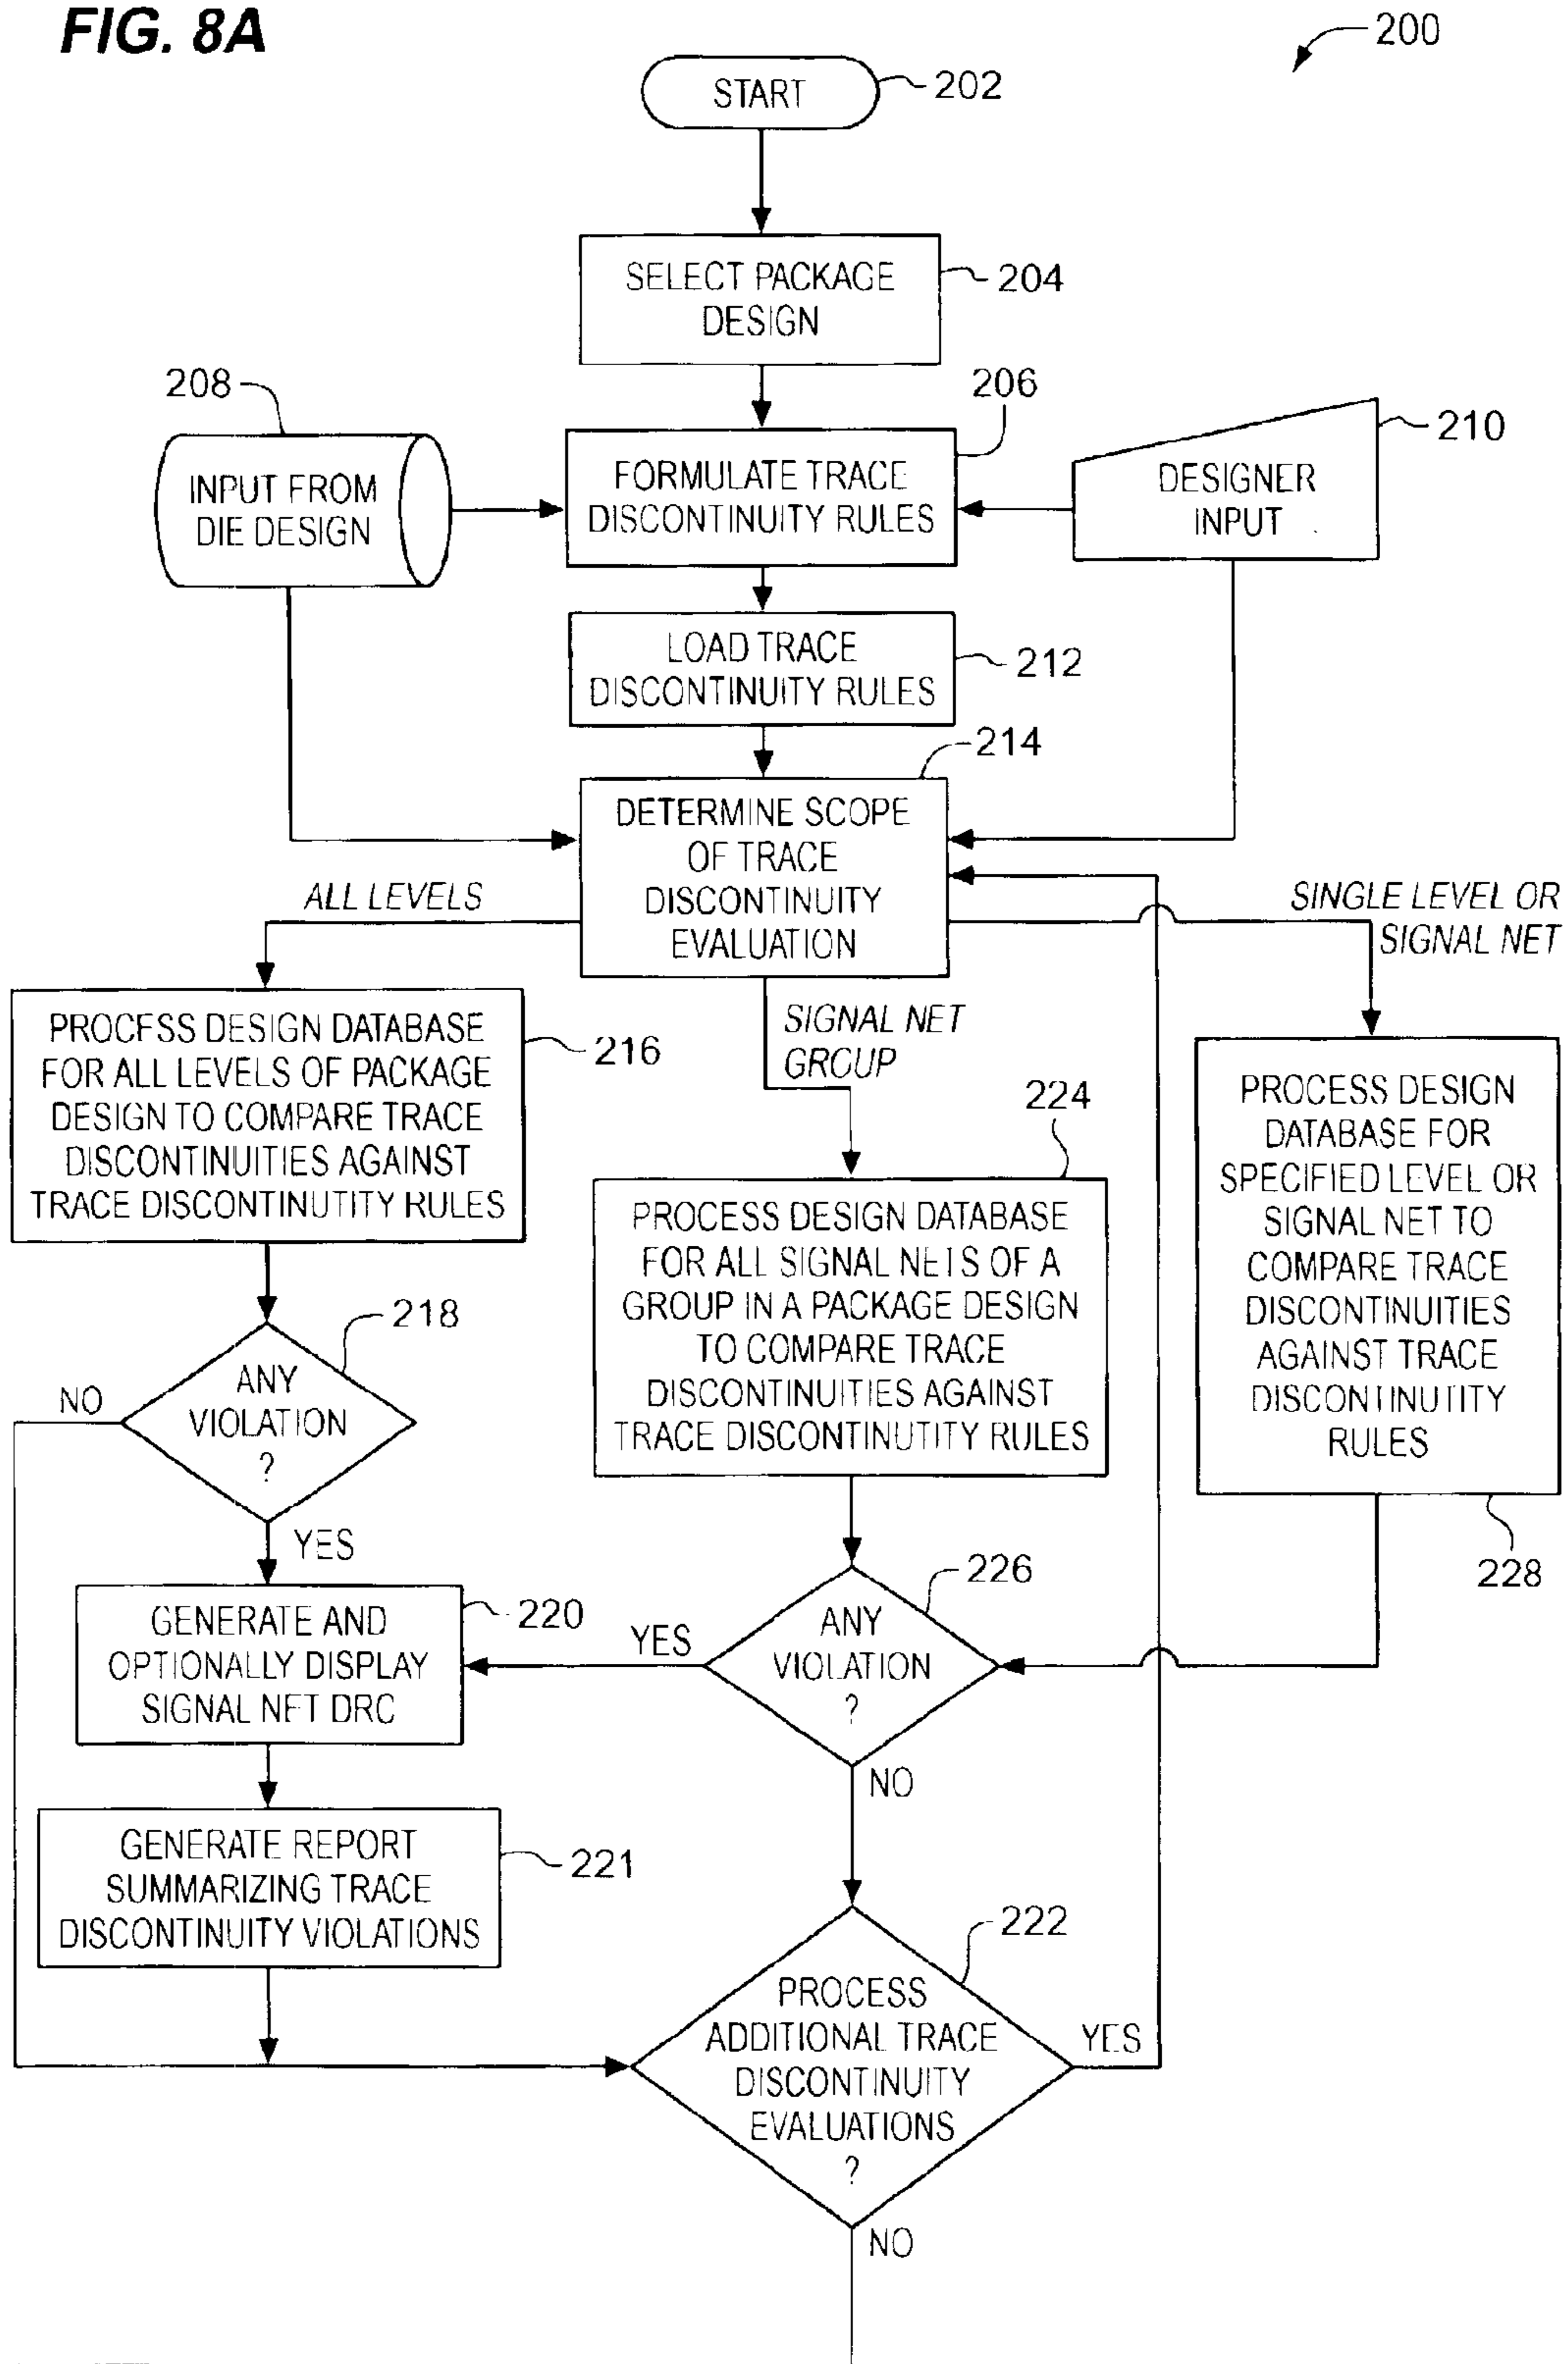 FIG. 8A
200
START
202
SELECT PACKAGE
DESIGN
204
208
206
210
INPUT FROM
DIE DESIGN
FORMULATE TRACE
DISCONTINUITY RULES
DESIGNER
INPUT
LOAD TRACE
DISCONTINUITY RULES
212
214
DETERMINE SCOPE
OF TRACE
DISCONTINUITY
EVALUATION
ALL LEVELS
SINGLE LEVEL OR
SIGNAL NET
SIGNAL NET
GROUP
PROCESS DESIGN DATABASE
FOR ALL LEVELS OF PACKAGE
DESIGN TO COMPARE TRACE
DISCONTINUITIES AGAINST
TRACE DISCONTINUTITY RULES
216
224
PROCESS DESIGN DATABASE
FOR ALL SIGNAL NETS OF A
GROUP IN A PACKAGE DESIGN
TO COMPARE TRACE
DISCONTINUITIES AGAINST
TRACE DISCONTINUTITY RULES
PROCESS DESIGN
DATABASE FOR
SPECIFIED LEVEL OR
SIGNAL NET TO
COMPARE TRACE
DISCONTINUITIES
AGAINST TRACE
DISCONTINUTITY
RULES
228
218
ANY
VIOLATION
?
NO
YES
226
ANY
VIOLATION
?
YES
NO
GENERATE AND
OPTIONALLY DISPLAY
SIGNAL NET DRC
220
GENERATE REPORT
SUMMARIZING TRACE
DISCONTINUITY VIOLATIONS
221
222
PROCESS
ADDITIONAL TRACE
DISCONTINUITY
EVALUATIONS
?
YES
NO